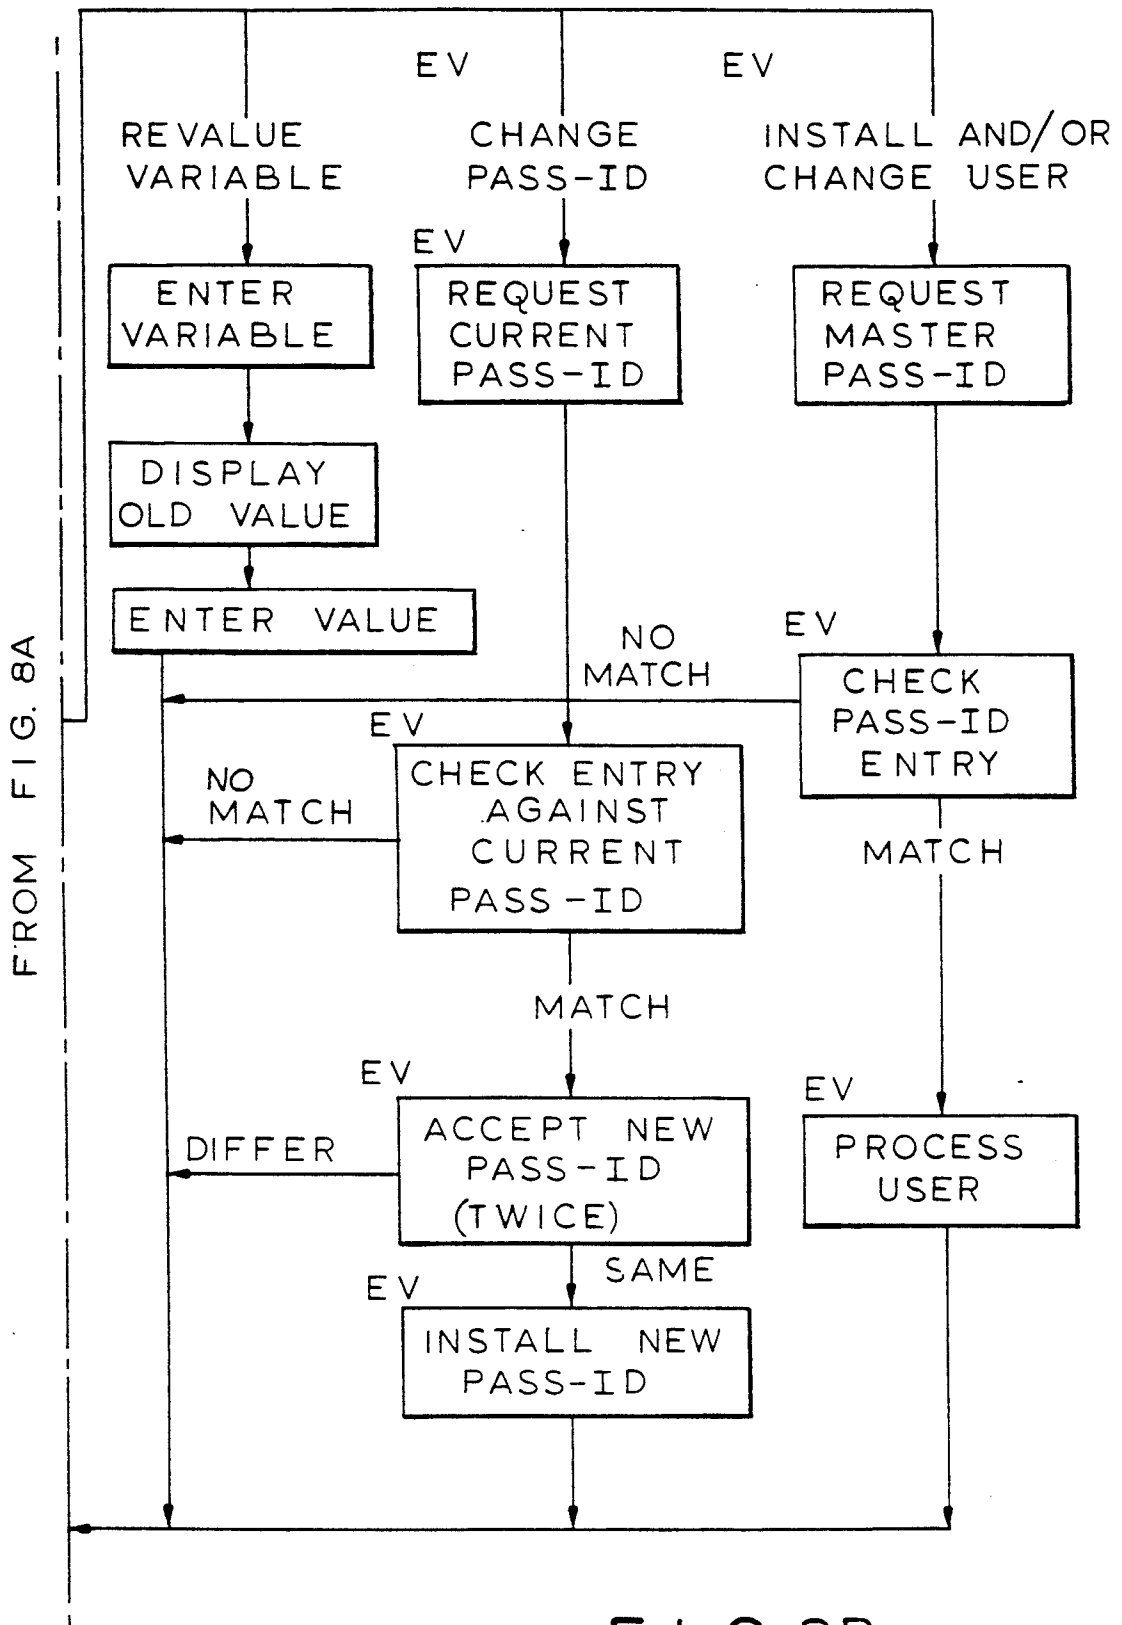 EV
EV
REVALUE
VARIABLE
CHANGE
PASS-ID
INSTALL AND/OR
CHANGE USER
EV
ENTER
VARIABLE
REQUEST
CURRENT
PASS-ID
REQUEST
MASTER
PASS-ID
DISPLAY
OLD VALUE
ENTER VALUE
NO
MATCH
EV
CHECK
PASS-ID
ENTRY
EV
NO
MATCH
CHECK ENTRY
AGAINST
CURRENT
PASS-ID
MATCH
MATCH
EV
EV
DIFFER
ACCEPT NEW
PASS-ID
(TWICE)
PROCESS
USER
SAME
EV
INSTALL NEW
PASS-ID
FROM FIG. 8A